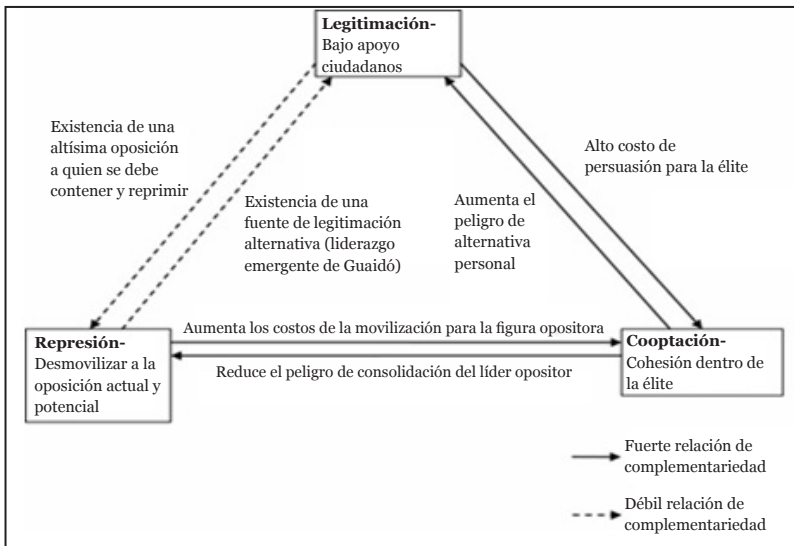 Legitimación-
Bajo apoyo
ciudadanos
Existencia de una
altísima oposición
a quien se debe
contener y reprimir
Existencia de una
fuente de legitimación
alternativa (liderazgo
emergente de Guaidó)
Aumenta el
peligro de
alternativa
personal
Alto costo de
persuasión para la élite
Represión-
Desmovilizar a la
oposición actual y
potencial
Aumenta los costos de la movilización para la figura opositora
Reduce el peligro de consolidación del líder opositor
Cooptación-
Cohesión dentro de
la élite
Fuerte relación de
complementariedad
Débil relación de
complementariedad